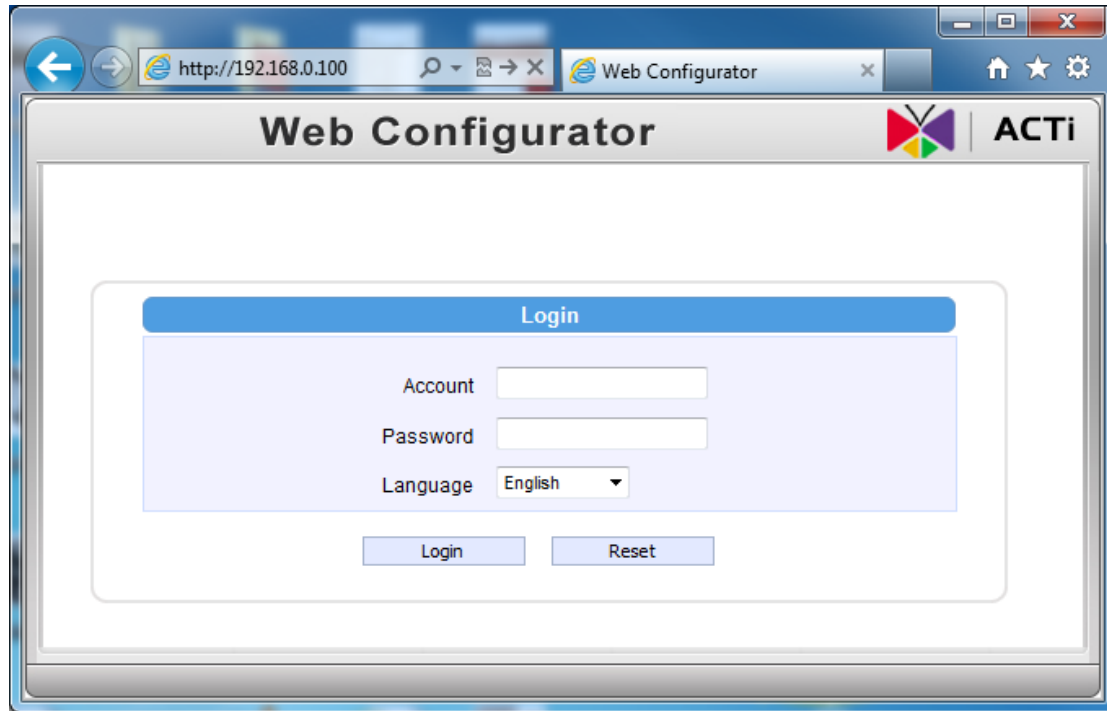 http://192.168.0.100
Web Configurator
Web Configurator
ACTi
Login
Account
Password
Language English
Login Reset